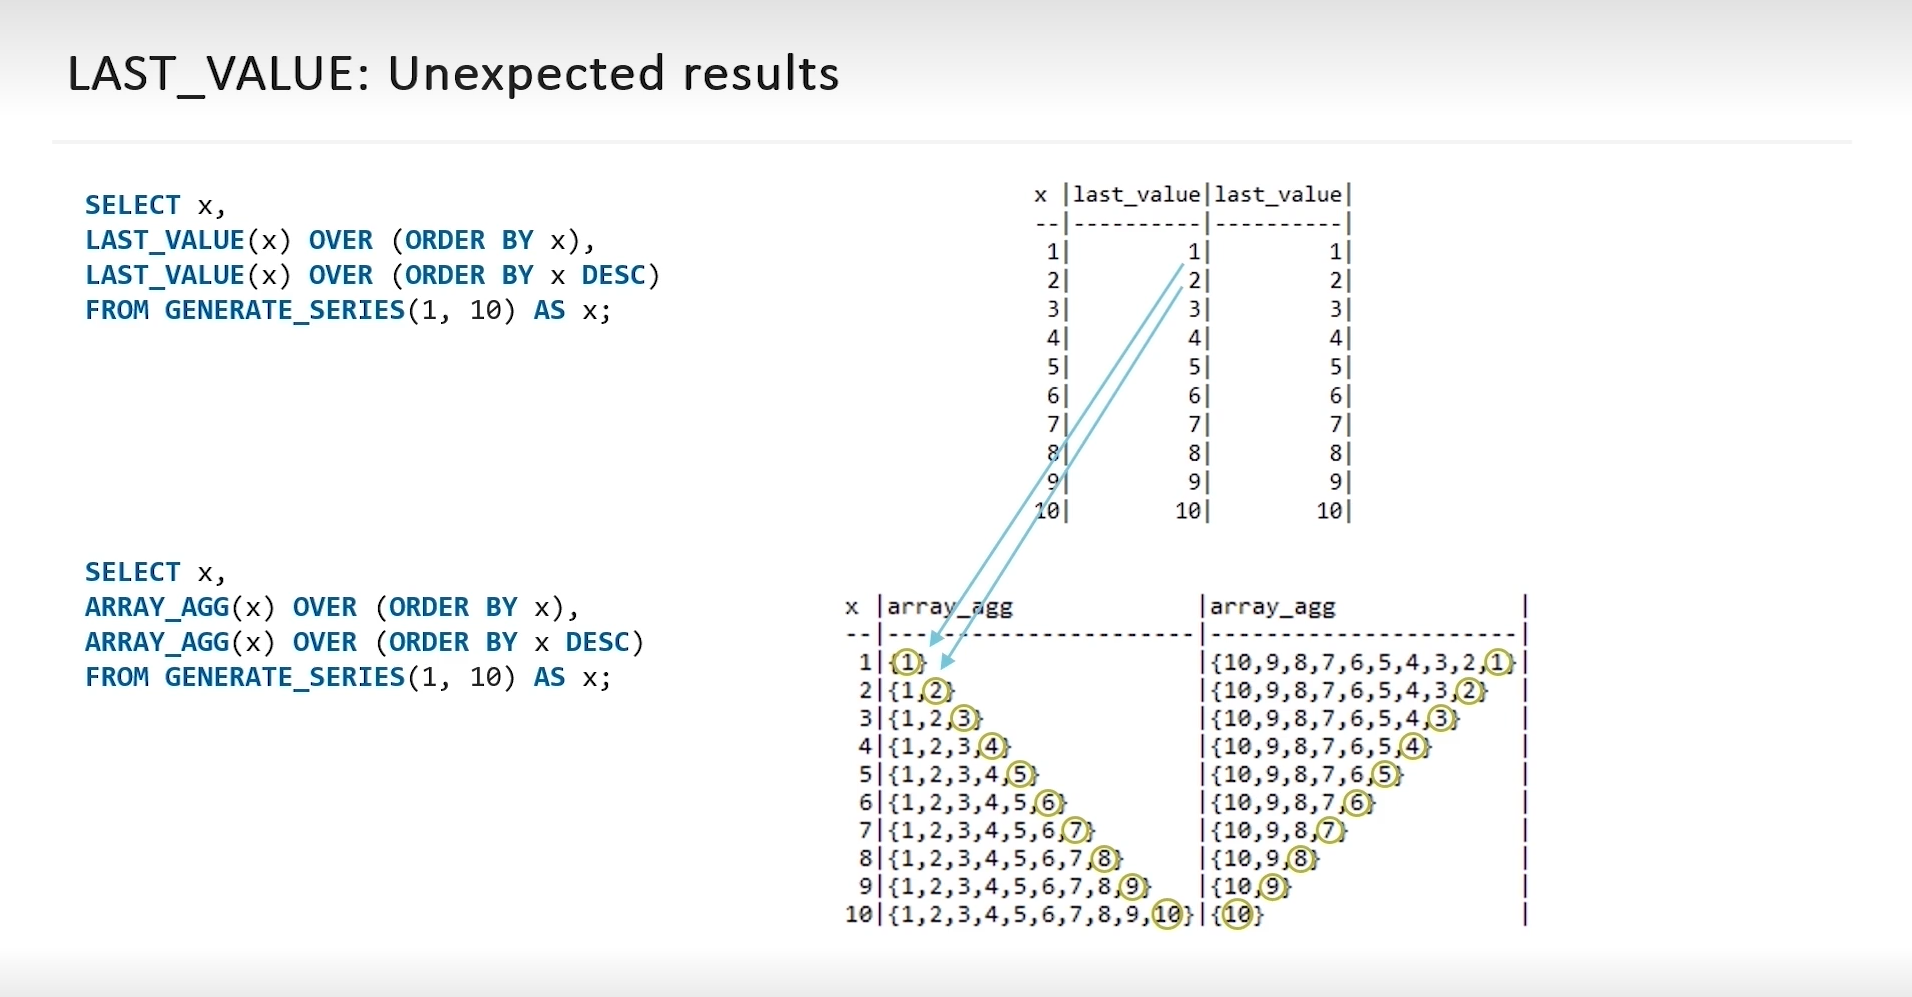 LAST_VALUE: Unexpected results
SELECT x,
LAST_VALUE(x) OVER (ORDER BY x),
LAST_VALUE(x) OVER (ORDER BY x DESC)
FROM GENERATE_SERIES(1, 10) AS x;
x |last_value|last_value|
--|----------|----------|
1| 1| 1|
2| 2| 2|
3| 3| 3|
4| 4| 4|
5| 5| 5|
6| 6| 6|
7| 7| 7|
8| 8| 8|
9| 9| 9|
10| 10| 10|
SELECT x,
ARRAY_AGG(x) OVER (ORDER BY x),
ARRAY_AGG(x) OVER (ORDER BY x DESC)
FROM GENERATE_SERIES(1, 10) AS x;
x |array_agg |array_agg |
--|----------------------|----------------------|
1|{1} |{10,9,8,7,6,5,4,3,2,1}|
2|{1,2} |{10,9,8,7,6,5,4,3,2} |
3|{1,2,3} |{10,9,8,7,6,5,4,3} |
4|{1,2,3,4} |{10,9,8,7,6,5,4} |
5|{1,2,3,4,5} |{10,9,8,7,6,5} |
6|{1,2,3,4,5,6} |{10,9,8,7,6} |
7|{1,2,3,4,5,6,7} |{10,9,8,7} |
8|{1,2,3,4,5,6,7,8} |{10,9,8} |
9|{1,2,3,4,5,6,7,8,9} |{10,9} |
10|{1,2,3,4,5,6,7,8,9,10}|{10} |